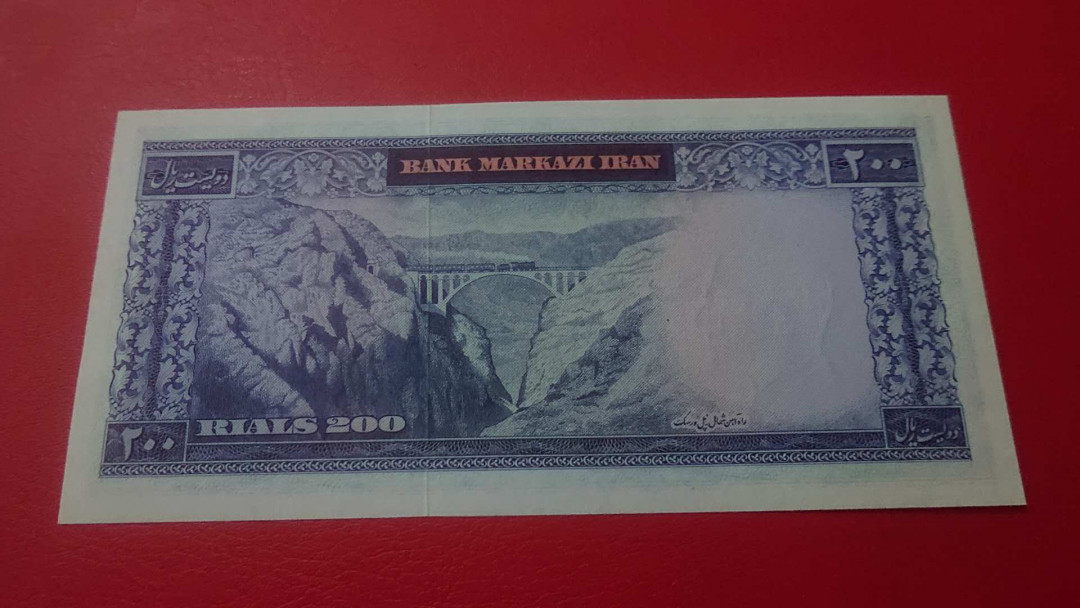 BANK MARKAZI IRAN
دویست ریال
۲۰۰
RIALS 200
راه آهن شمال پل ورسک
۲۰۰
دویست ریال